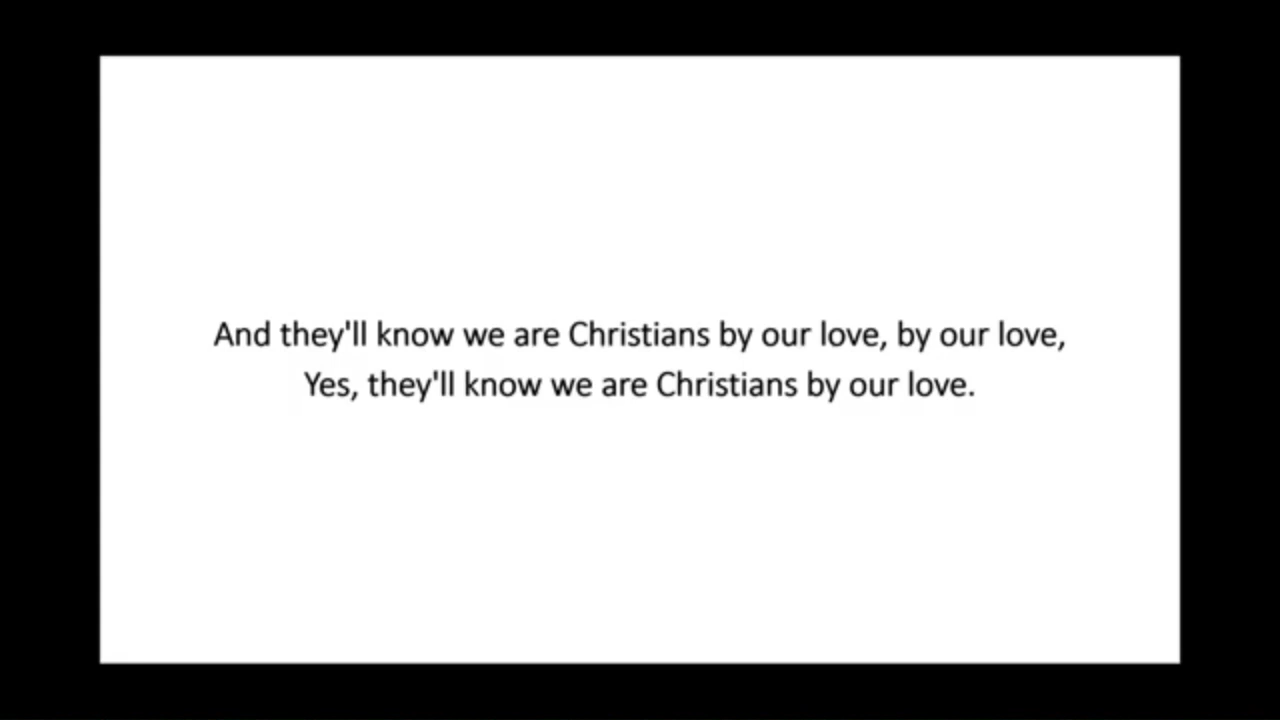 And they'll know we are Christians by our love, by our love,
Yes, they'll know we are Christians by our love.